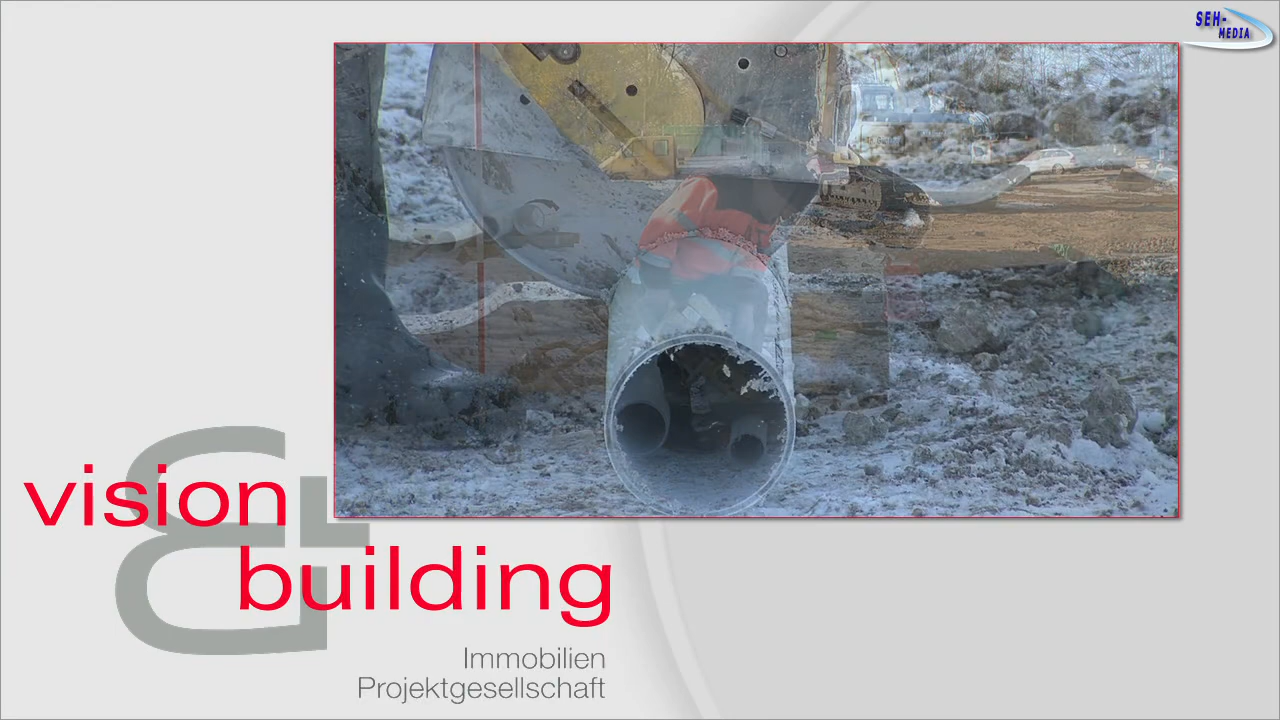 SEH-
MEDIA
vision
&
building
Immobilien
Projektgesellschaft